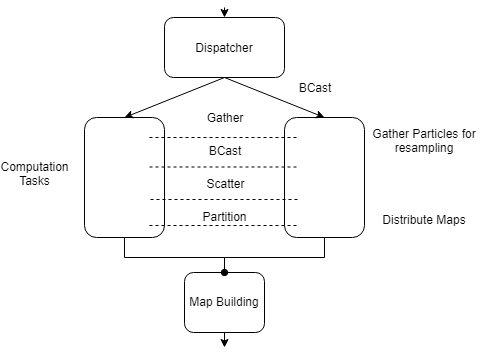 Dispatcher
BCast
Gather
Gather Particles for
resampling
BCast
Computation
Tasks
Scatter
Partition
Distribute Maps
Map Building